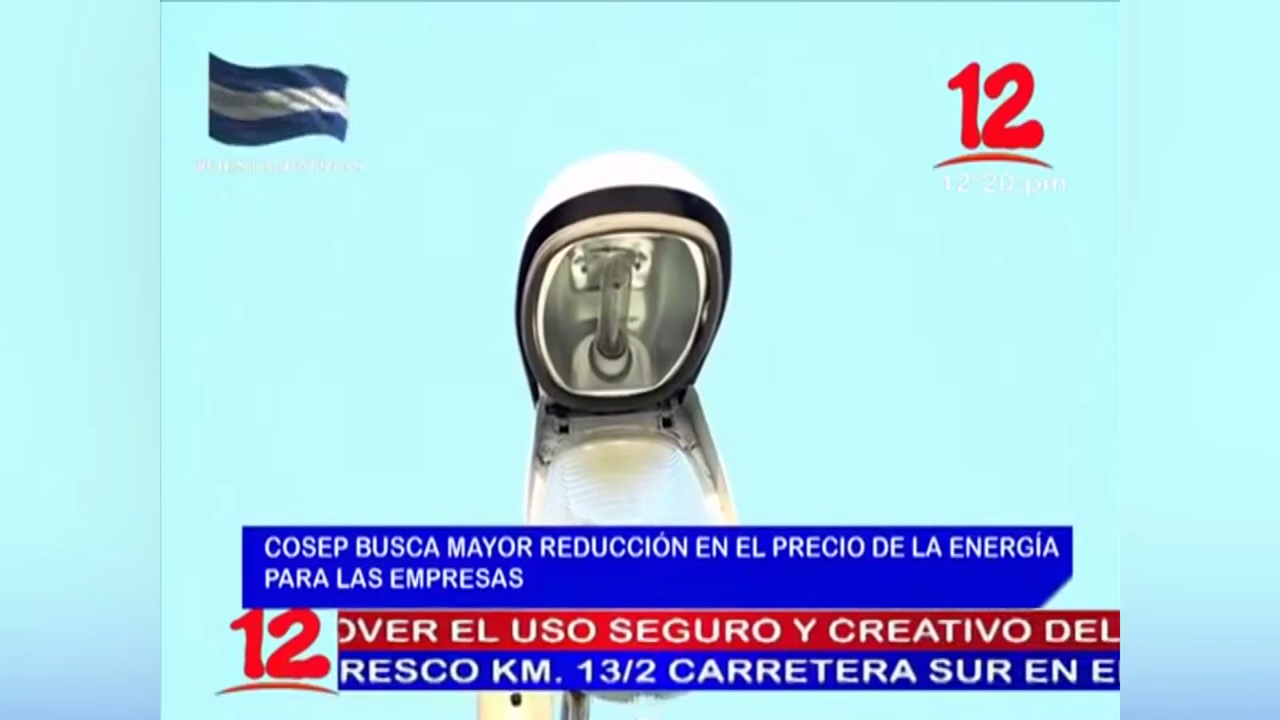 12
12:20 pm
COSEP BUSCA MAYOR REDUCCIÓN EN EL PRECIO DE LA ENERGÍA
PARA LAS EMPRESAS
12
OVER EL USO SEGURO Y CREATIVO DEL
RESCO KM. 13/2 CARRETERA SUR EN E